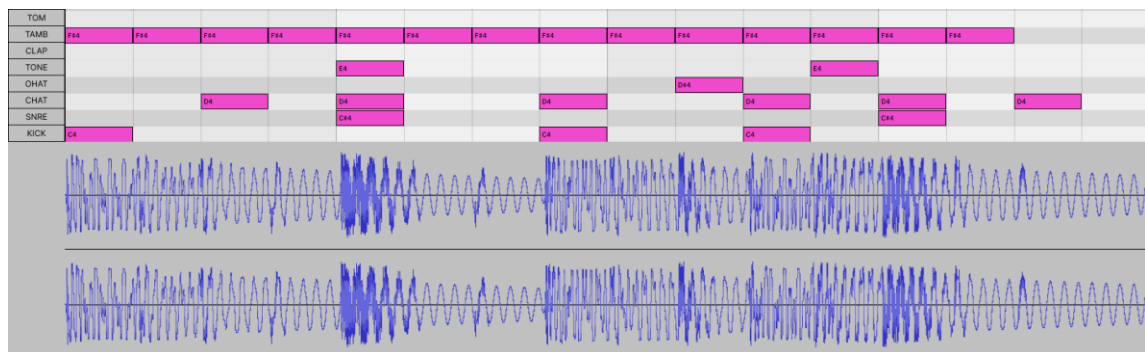 TOM
TAMB F#4 F#4 F#4 F#4 F#4 F#4 F#4 F#4 F#4 F#4 F#4 F#4 F#4 F#4
CLAP
TONE E4 E4
OHAT D#4
CHAT D4 D4 D4 D4 D4 D4
SNRE C#4 C#4
KICK C4 C4 C4